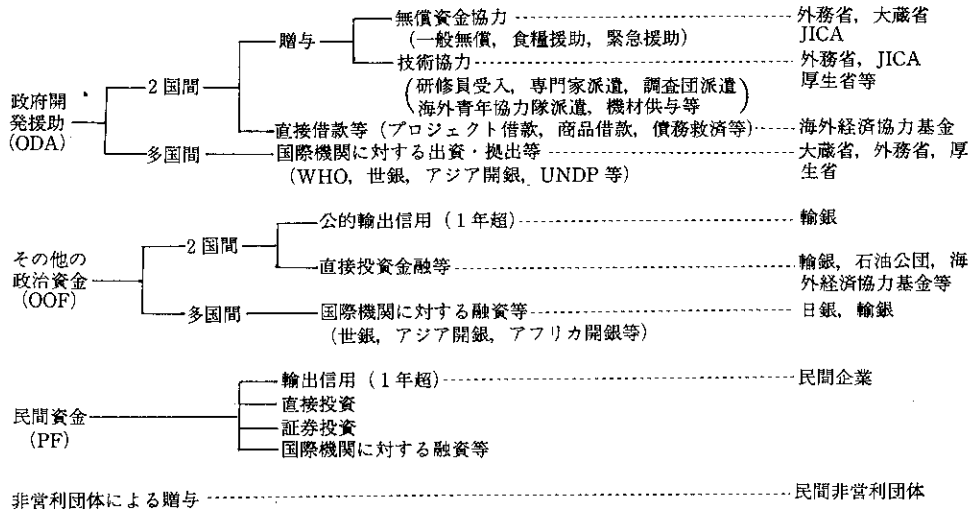 無償資金協力 外務省，大蔵省
(一般無償，食糧援助，緊急援助) JICA
贈与
技術協力 外務省，JICA
(研修員受入，専門家派遣，調査団派遣 厚生省等
海外青年協力隊派遣，機材供与等)
2国間
政府開
発援助
(ODA)
直接借款等（プロジェクト借款，商品借款，債務救済等） 海外経済協力基金
多国間 国際機関に対する出資・拠出等 大蔵省，外務省，厚
(WHO，世銀，アジア開銀，UNDP等) 生省
公的輸出信用（1年超） 輸銀
2国間
その他の
政治資金
(OOF)
直接投資金融等 輸銀，石油公団，海
外経済協力基金等
多国間 国際機関に対する融資等 日銀，輸銀
(世銀，アジア開銀，アフリカ開銀等)
輸出信用（1年超） 民間企業
直接投資
民間資金
(PF)
証券投資
国際機関に対する融資等
非営利団体による贈与 民間非営利団体